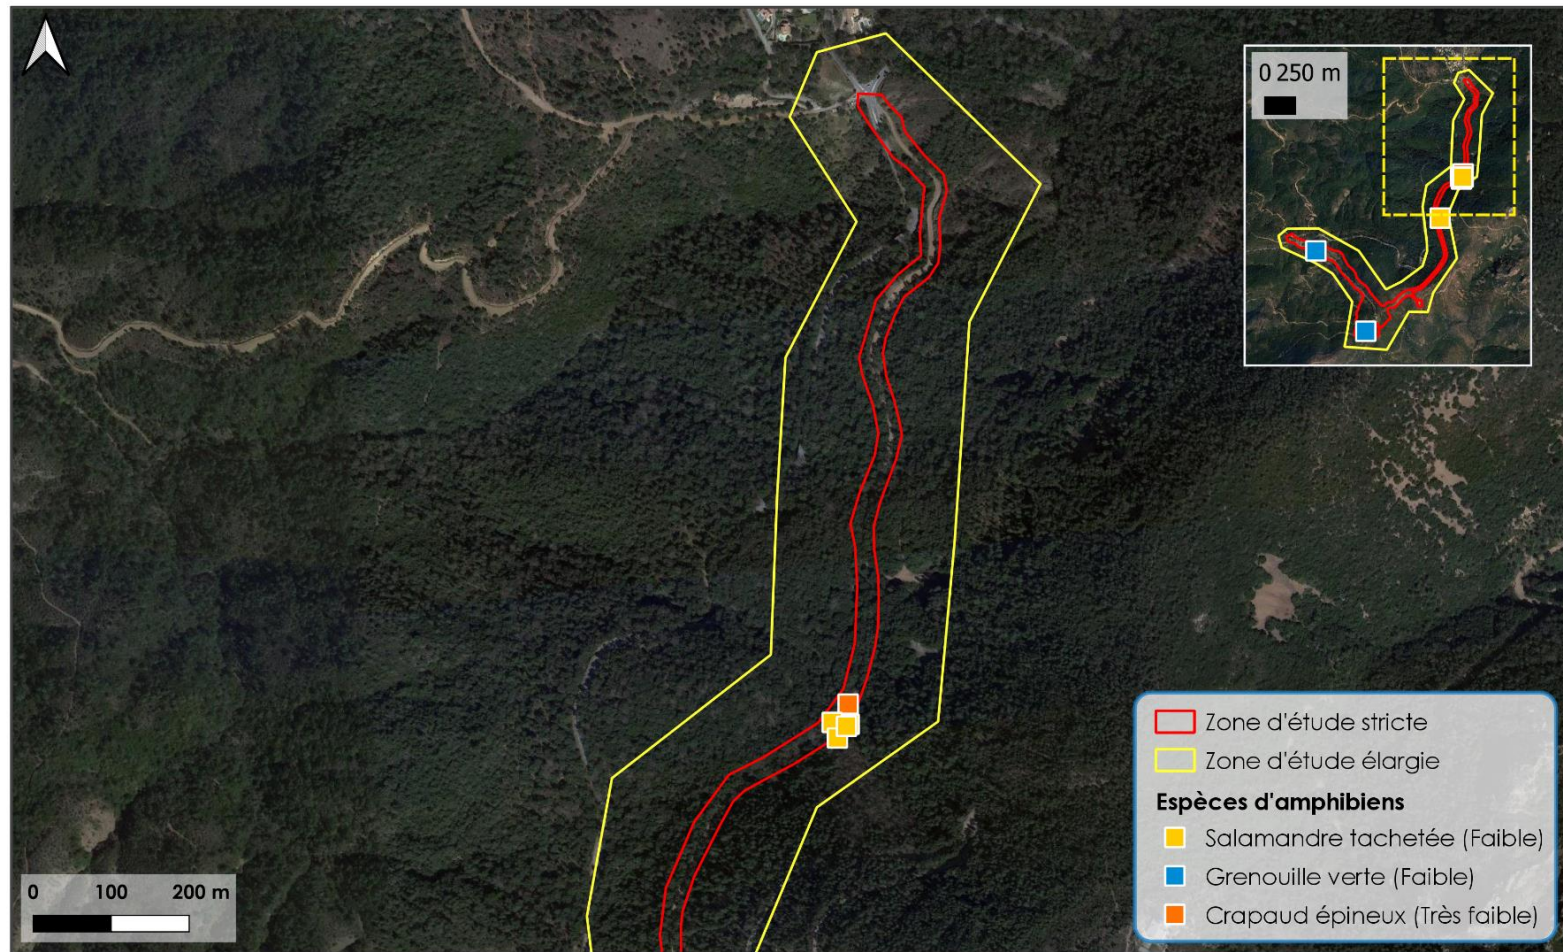 0 250 m
Zone d'étude stricte
Zone d'étude élargie
Espèces d'amphibiens
Salamandre tachetée (Faible)
Grenouille verte (Faible)
Crapaud épineux (Très faible)
0 100 200 m